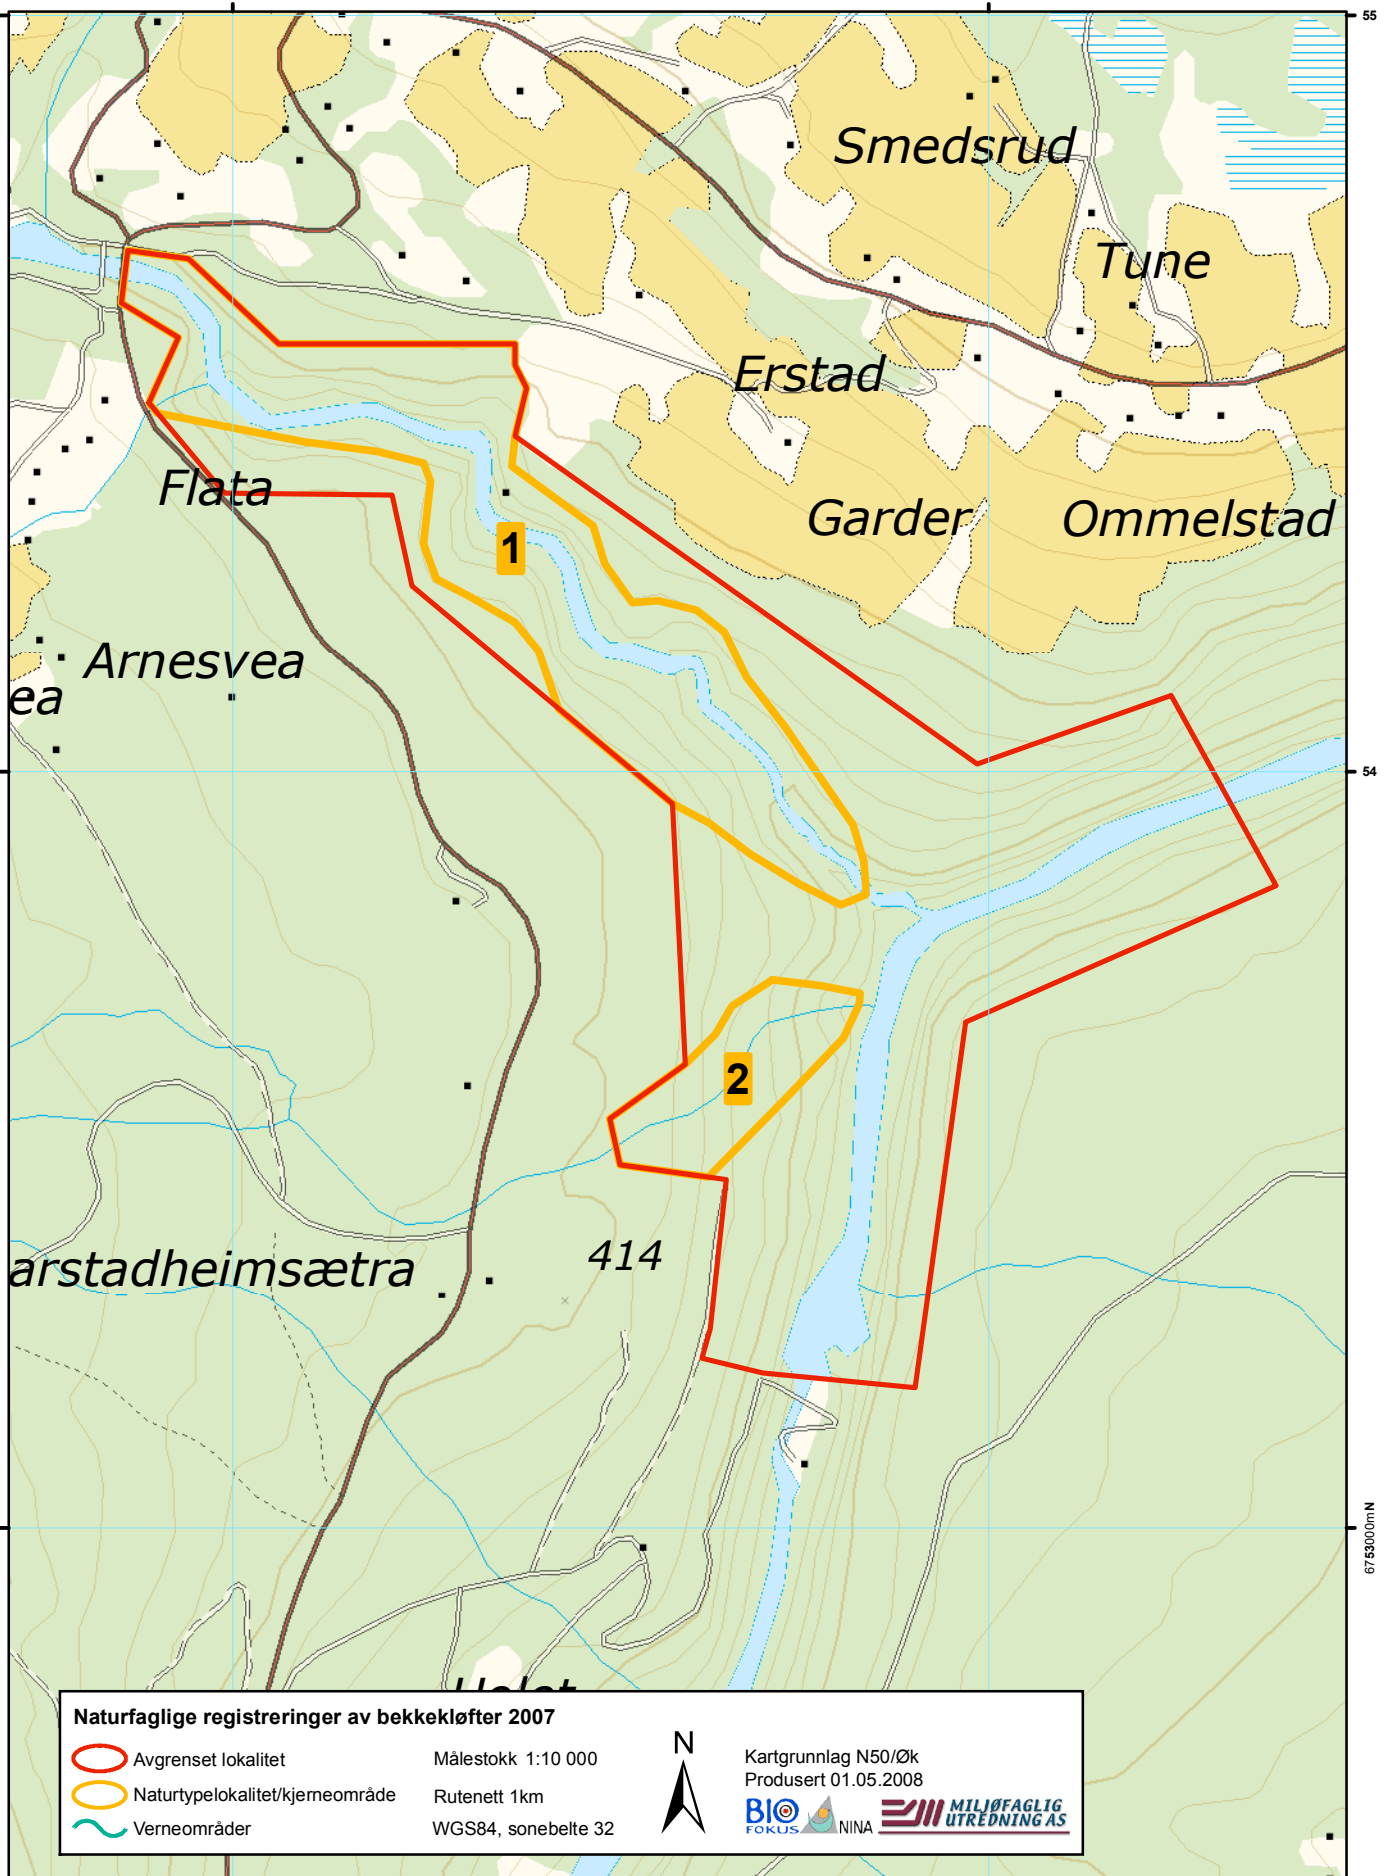 55
Smedsrud
Tune
Erstad
Flata
Garder
Ommelstad
Arnesvea
ea
54
1
2
414
arstadheimsætra
6753000mN
Naturfaglige registreringer av bekkekløfter 2007
Avgrenset lokalitet
Naturtypelokalitet/kjerneområde
Verneområder
Målestokk 1:10 000
Rutenett 1km
WGS84, sonebelte 32
N
Kartgrunnlag N50/Øk
Produsert 01.05.2008
BIO
FOKUS
NINA
MILJØFAGLIG
UTREDNING AS